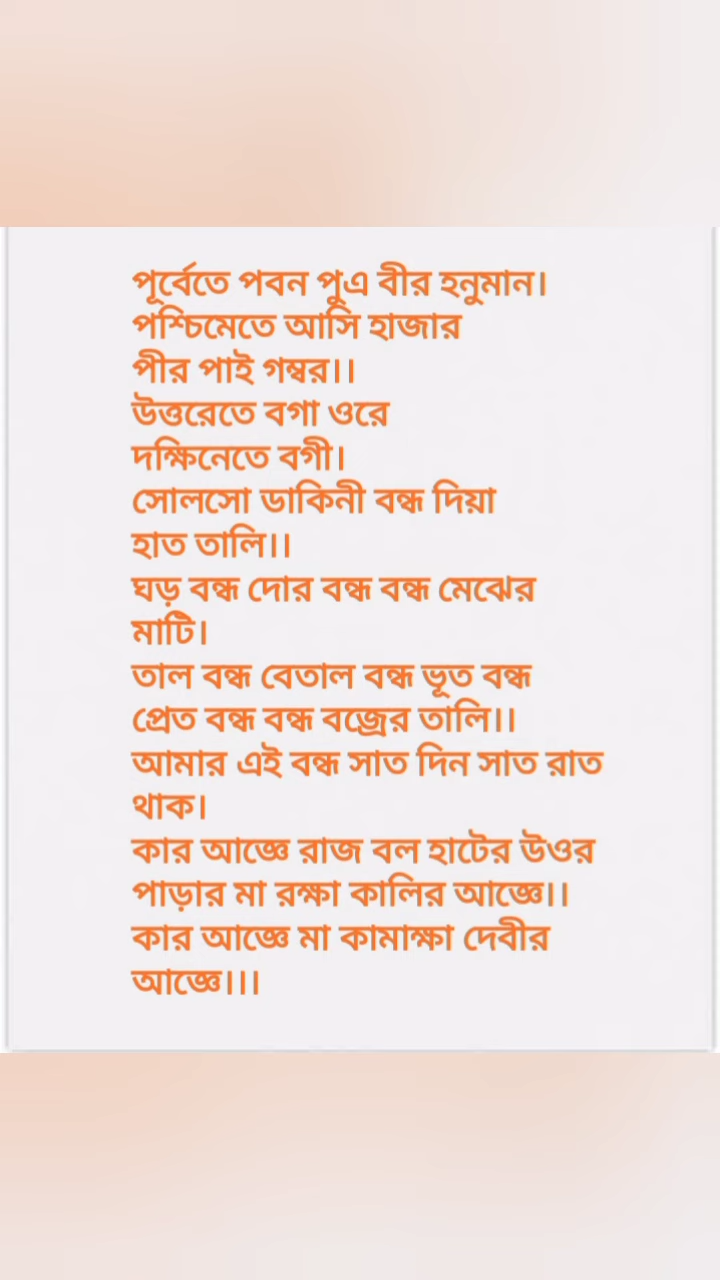 পূর্বেতে পবন পুএ বীর হনুমান।
পশ্চিমেতে আসি হাজার
পীর পাই গম্বর।।
উত্তরেতে বগা ওরে
দক্ষিনেতে বগী।
সোলসো ডাকিনী বন্ধ দিয়া
হাত তালি।।
ঘড় বন্ধ দোর বন্ধ বন্ধ মেঝের
মাটি।
তাল বন্ধ বেতাল বন্ধ ভূত বন্ধ
প্রেত বন্ধ বন্ধ বজ্রের তালি।।
আমার এই বন্ধ সাত দিন সাত রাত
থাক।
কার আজ্ঞে রাজ বল হাটের উওর
পাড়ার মা রক্ষা কালির আজ্ঞে।।
কার আজ্ঞে মা কামাক্ষা দেবীর
আজ্ঞে।।।